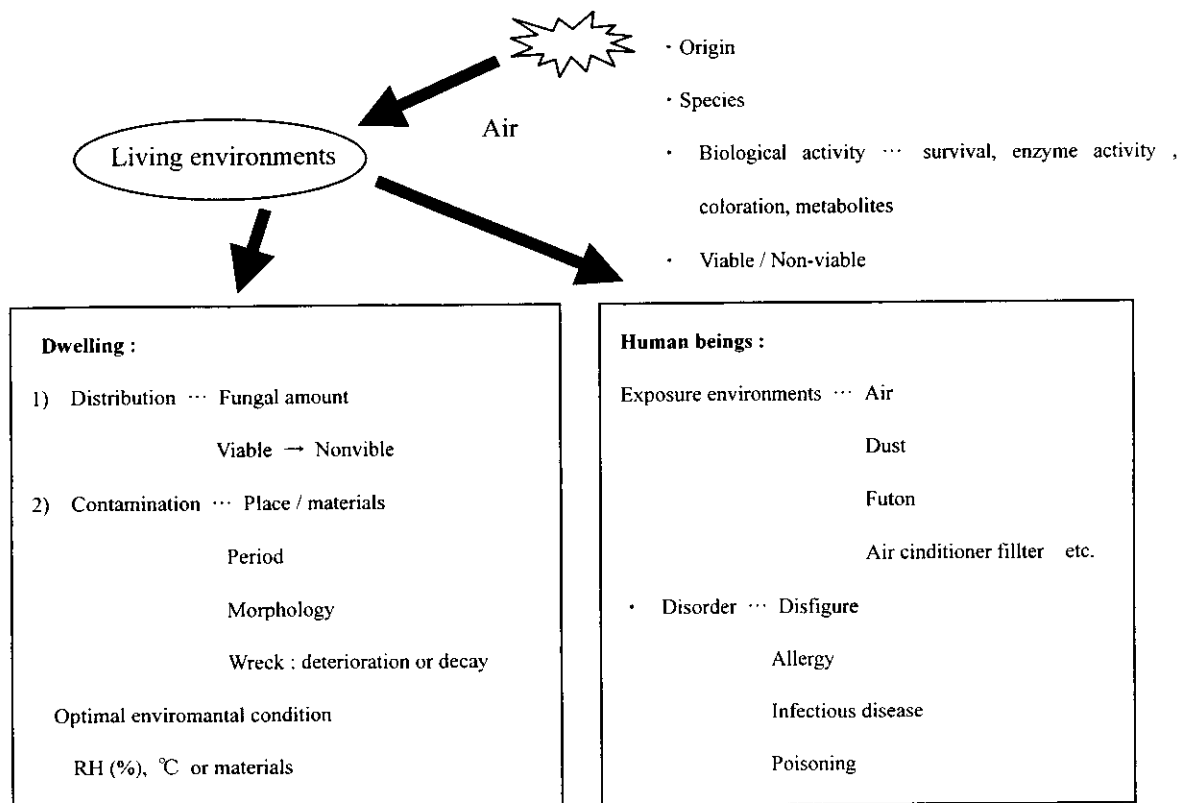 ・Origin
・Species
Air
Living environments
・ Biological activity … survival, enzyme activity ,
coloration, metabolites
・ Viable / Non-viable
Dwelling :
1) Distribution … Fungal amount
Viable → Nonvible
2) Contamination … Place / materials
Period
Morphology
Wreck : deterioration or decay
Optimal enviromantal condition
RH (%), ℃ or materials
Human beings :
Exposure environments … Air
Dust
Futon
Air cinditioner fillter etc.
・ Disorder … Disfigure
Allergy
Infectious disease
Poisoning